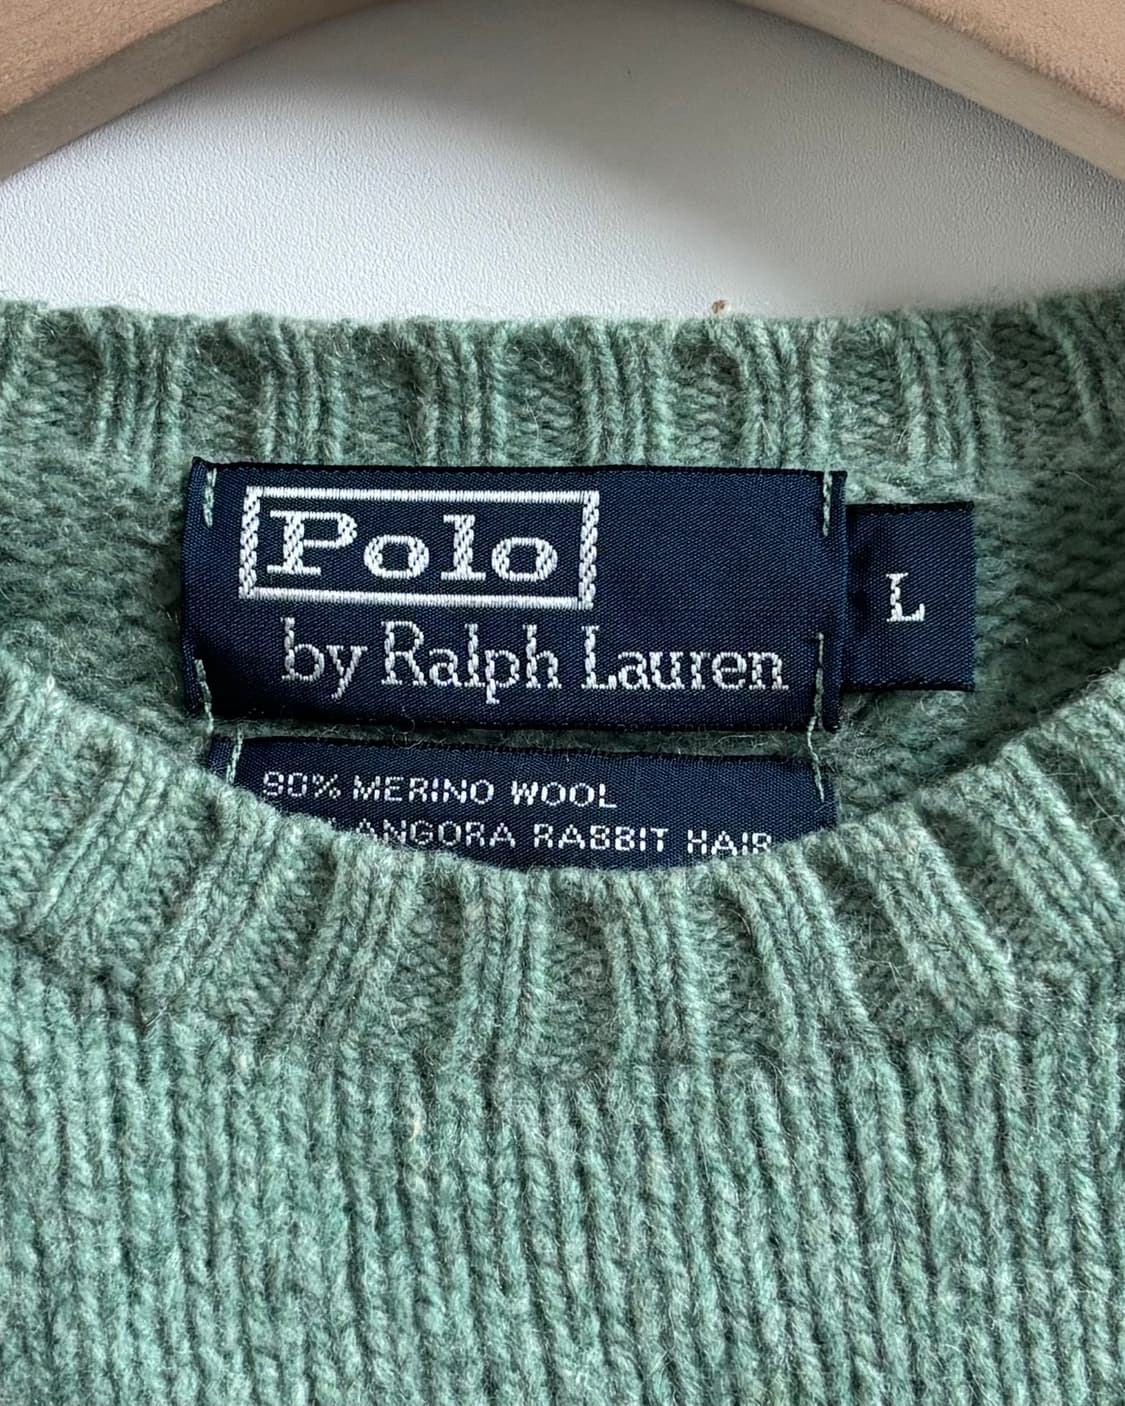 Polo
by Ralph Lauren
L
90% MERINO WOOL
ANGORA RABBIT HAIR